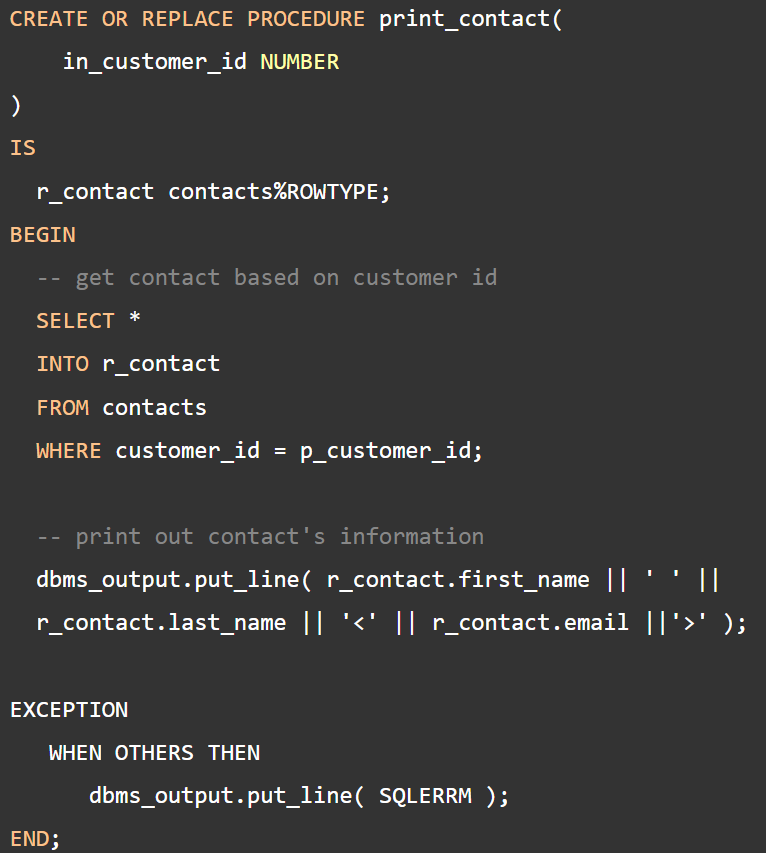 CREATE OR REPLACE PROCEDURE print_contact(
    in_customer_id NUMBER
)
IS
  r_contact contacts%ROWTYPE;
BEGIN
  -- get contact based on customer id
  SELECT *
  INTO r_contact
  FROM contacts
  WHERE customer_id = p_customer_id;

  -- print out contact's information
  dbms_output.put_line( r_contact.first_name || ' ' ||
  r_contact.last_name || '<' || r_contact.email ||'>' );

EXCEPTION
   WHEN OTHERS THEN
      dbms_output.put_line( SQLERRM );
END;